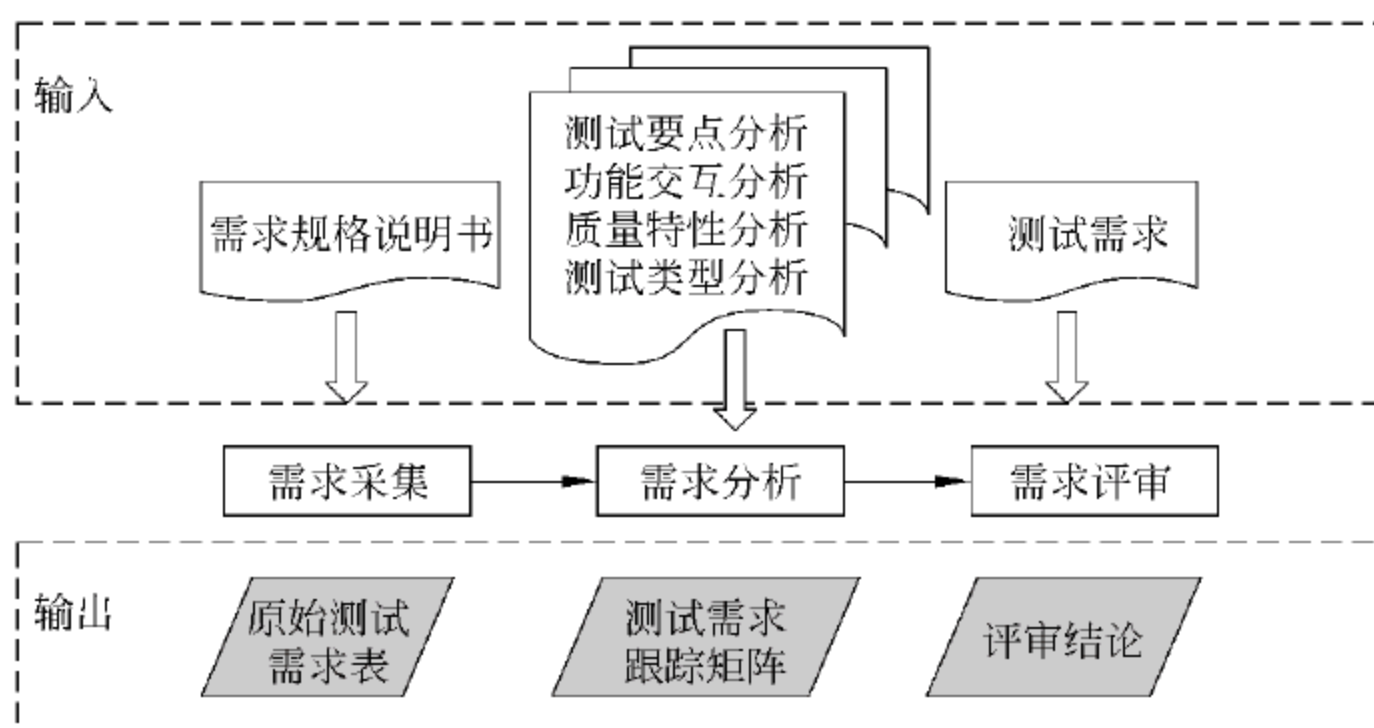 输入
需求规格说明书
测试要点分析
功能交互分析
质量特性分析
测试类型分析
测试需求
需求采集
需求分析
需求评审
输出
原始测试
需求表
测试需求
跟踪矩阵
评审结论